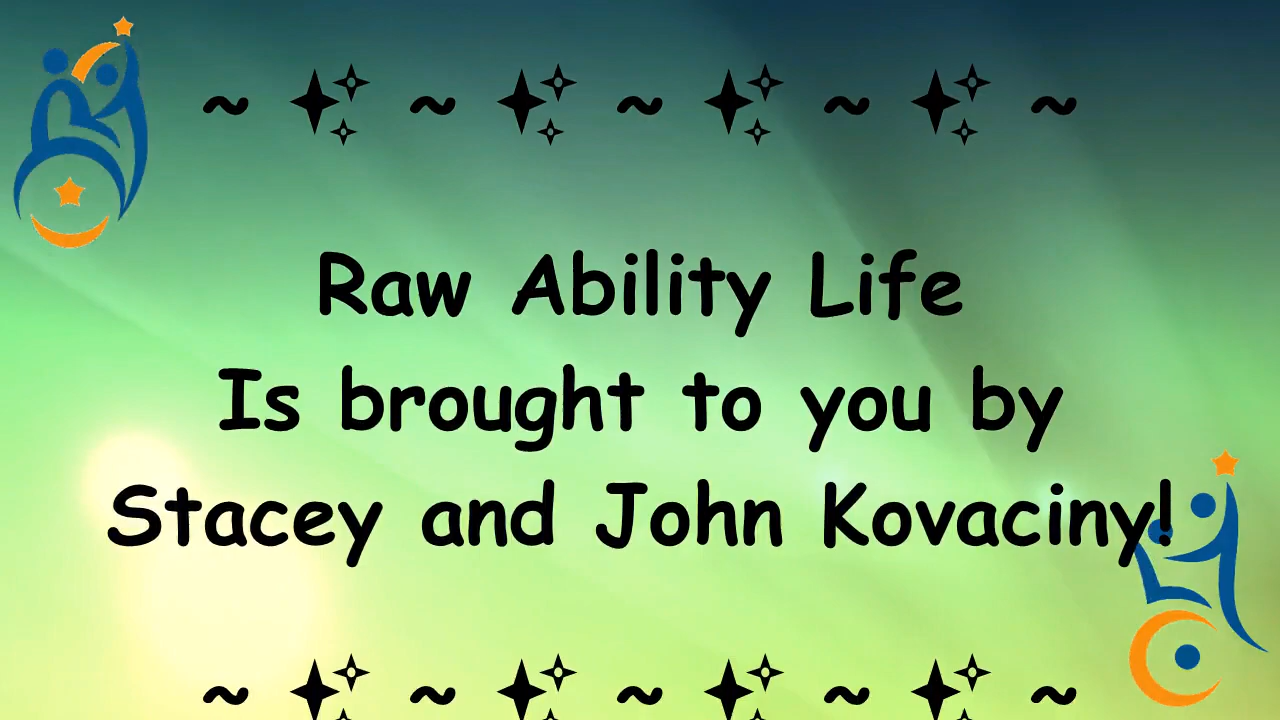 ~ ✨ ~ ✨ ~ ✨ ~ ✨ ~
Raw Ability Life
Is brought to you by
Stacey and John Kovaciny!
~ ✨ ~ ✨ ~ ✨ ~ ✨ ~